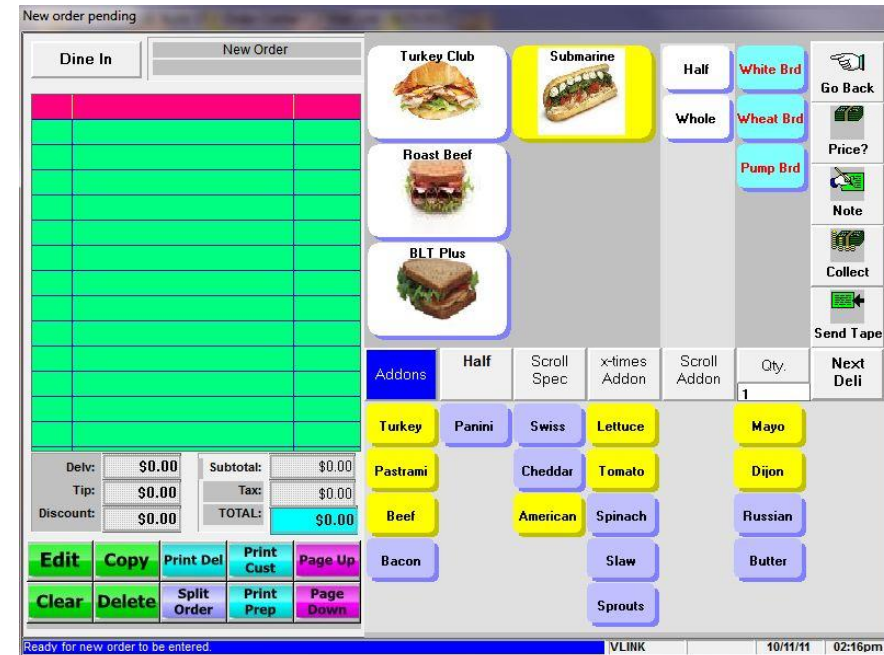 New order pending
Dine In
New Order
Turkey Club
Submarine
Half
White Brd
Go Back
Whole
Wheat Brd
Price?
Roast Beef
Pump Brd
Note
BLT Plus
Collect
Send Tape
Addons
Half
Scroll
Spec
x-times
Addon
Scroll
Addon
Qty.
1
Next
Deli
Turkey
Panini
Swiss
Lettuce
Mayo
Pastrami
Cheddar
Tomato
Dijon
Beef
American
Spinach
Russian
Bacon
Slaw
Butter
Sprouts
Delv: $0.00 Subtotal: $0.00
Tip: $0.00 Tax: $0.00
Discount: $0.00 TOTAL: $0.00
Edit
Copy
Print Del
Print
Cust
Page Up
Clear
Delete
Split
Order
Print
Prep
Page
Down
Ready for new order to be entered.
VLINK
10/11/11
02:16pm